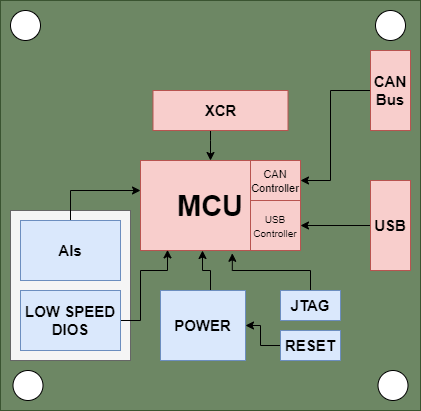 CAN
Bus
XCR
MCU
CAN
Controller
USB
Controller
USB
AIs
LOW SPEED
DIOS
POWER
JTAG
RESET